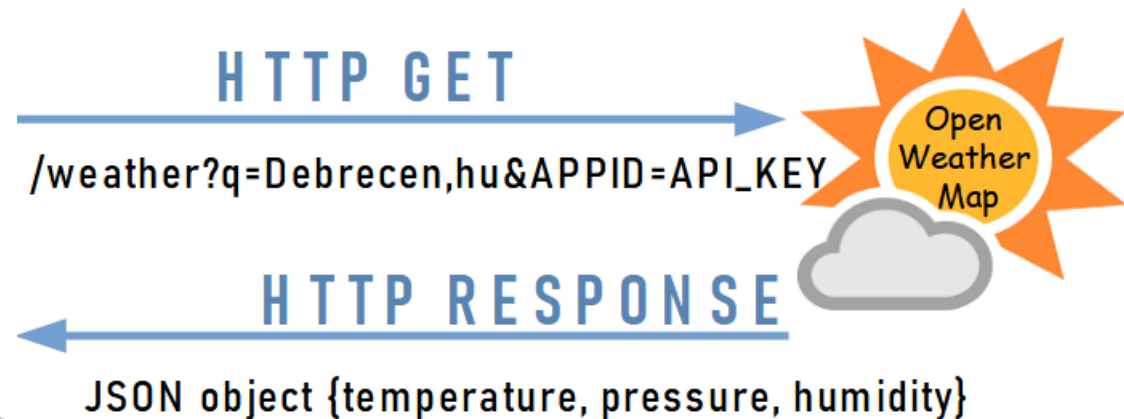 HTTP GET
/weather?q=Debrecen,hu&APPID=API_KEY
Open
Weather
Map
HTTP RESPONSE
JSON object {temperature, pressure, humidity}